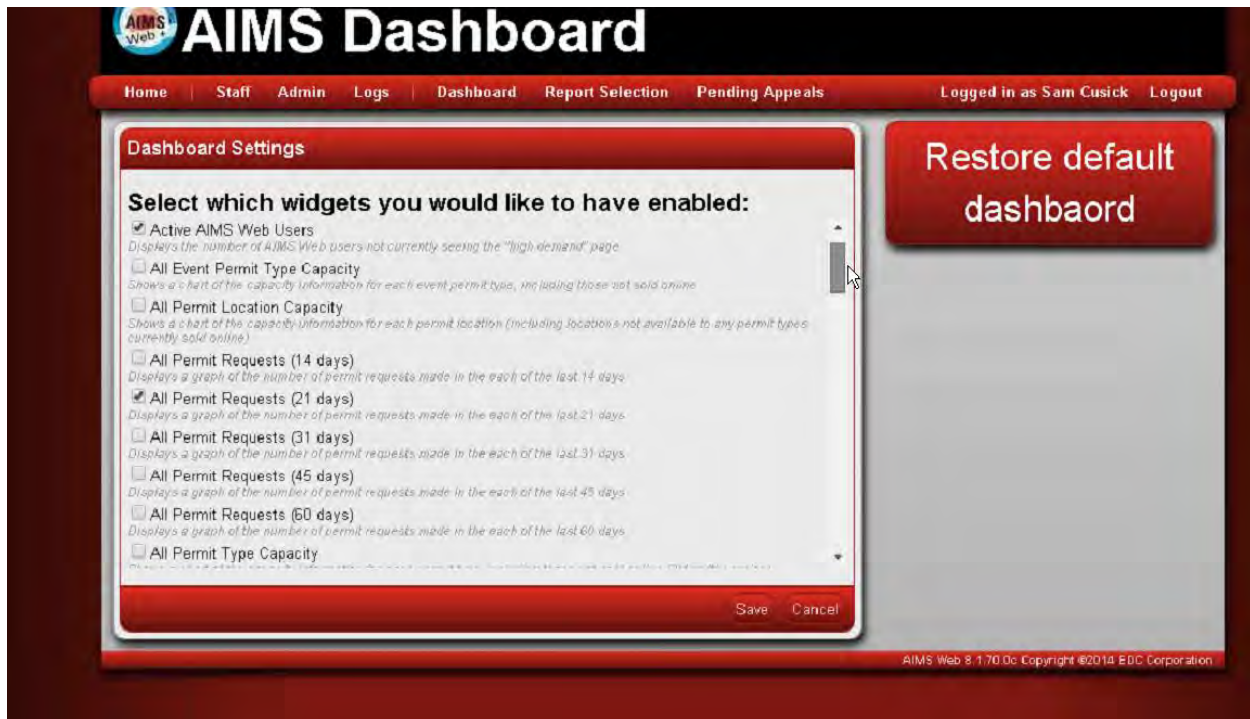 AIMS Web +
AIMS Dashboard
Home | Staff Admin Logs | Dashboard Report Selection Pending Appeals Logged in as Sam Cusick Logout
Dashboard Settings
Select which widgets you would like to have enabled:
Active AIMS Web Users
Displays the number of AIMS Web users not currently seeing the "high demand" page
All Event Permit Type Capacity
Shows a chart of the capacity information for each event permit type, including those not sold online
All Permit Location Capacity
Shows a chart of the capacity information for each permit location (including locations not available to any permit types
currently sold online)
All Permit Requests (14 days)
Displays a graph of the number of permit requests made in the each of the last 14 days
All Permit Requests (21 days)
Displays a graph of the number of permit requests made in the each of the last 21 days
All Permit Requests (31 days)
Displays a graph of the number of permit requests made in the each of the last 31 days
All Permit Requests (45 days)
Displays a graph of the number of permit requests made in the each of the last 45 days
All Permit Requests (60 days)
Displays a graph of the number of permit requests made in the each of the last 60 days
All Permit Type Capacity
Save Cancel
Restore default
dashbaord
AIMS Web 8.1.70.0c Copyright ©2014 EDC Corporation